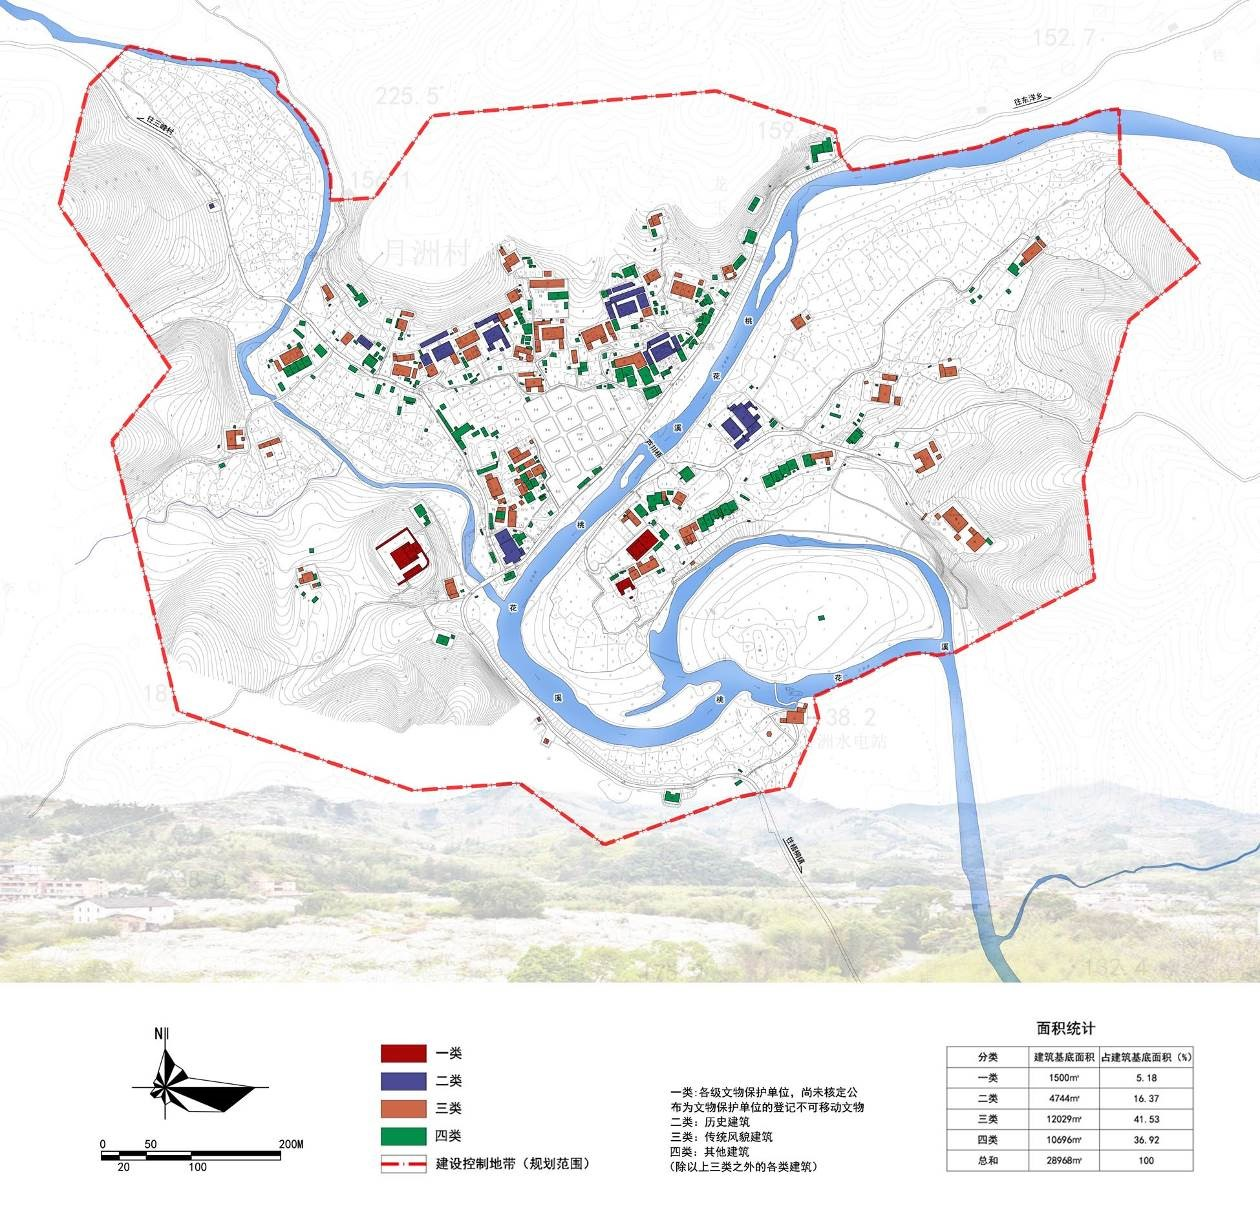 152.7
225.5
往东洋乡
往三峰村
159.
156.1
月洲村
桃
花
溪
芦川桥
桃
花
溪
桃
花
溪
18
38.2
洲水电站
往梧桐镇
132.4
N
0 50 200M
20 100
一类
二类
三类
四类
建设控制地带（规划范围）
一类:各级文物保护单位，尚未核定公
布为文物保护单位的登记不可移动文物
二类：历史建筑
三类：传统风貌建筑
四类：其他建筑
（除以上三类之外的各类建筑）
面积统计
分类 建筑基底面积 占建筑基底面积（%）
一类 1500㎡ 5.18
二类 4744㎡ 16.37
三类 12029㎡ 41.53
四类 10696㎡ 36.92
总和 28968㎡ 100